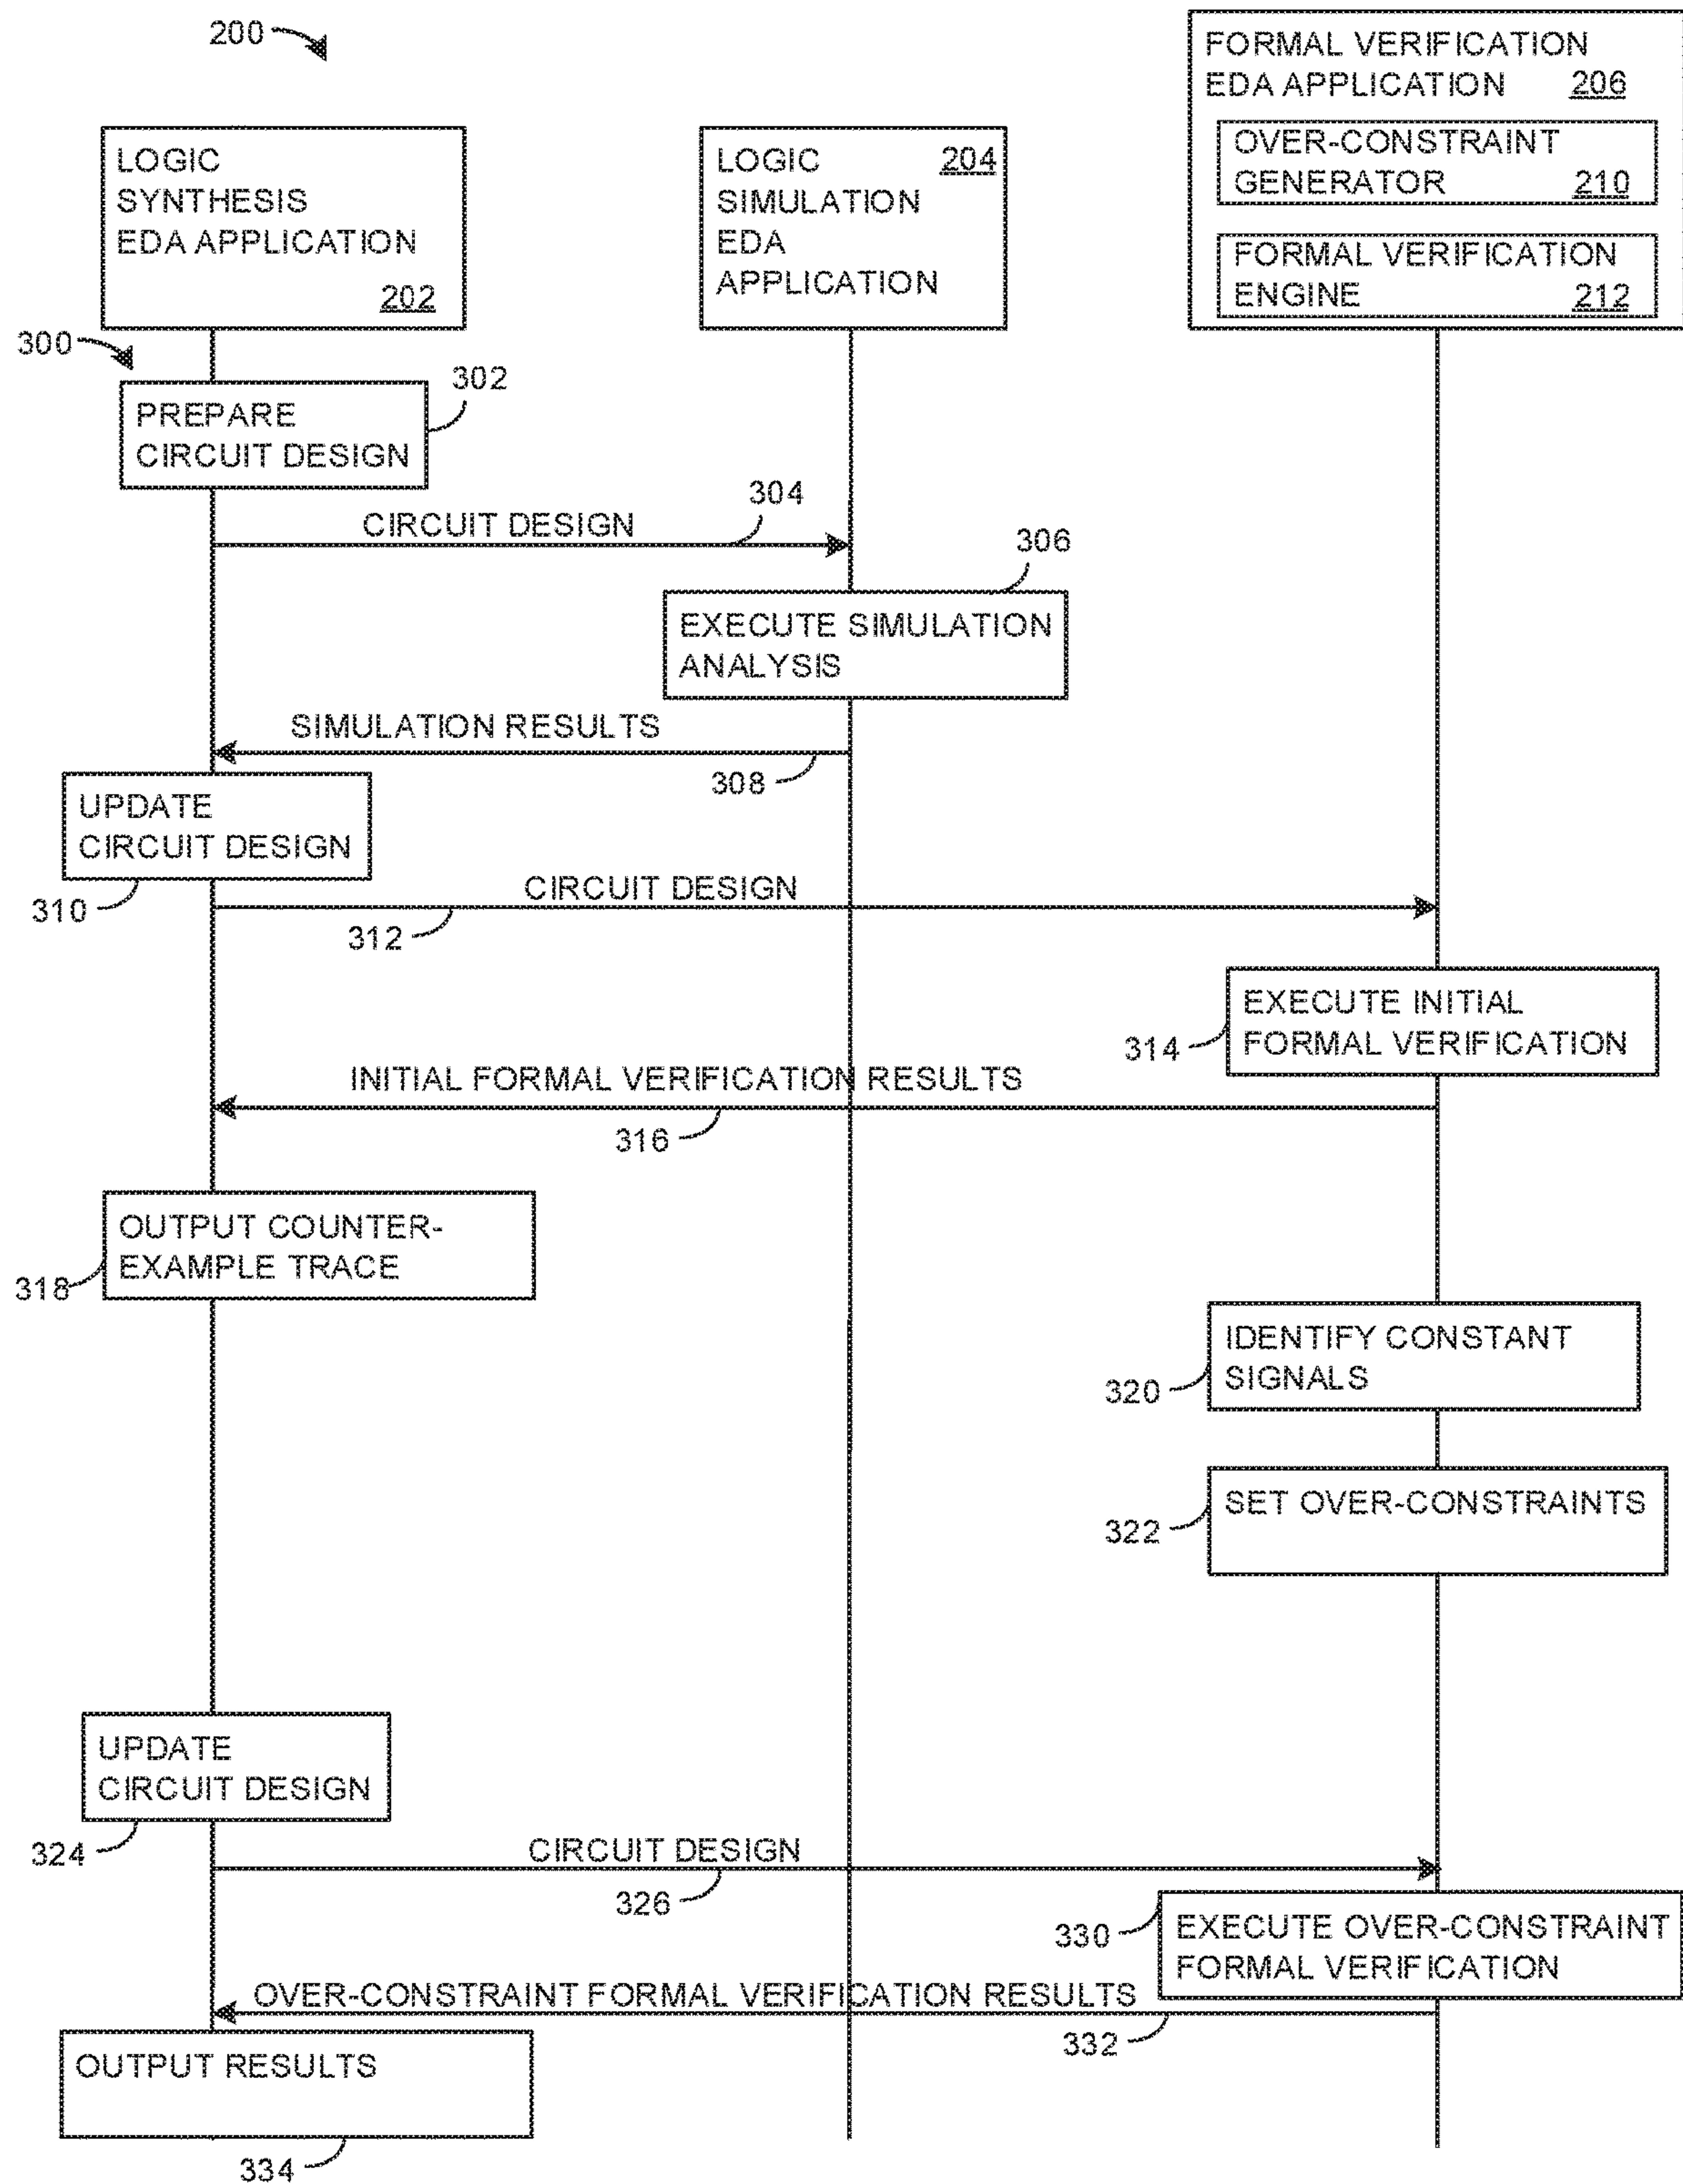 200
LOGIC
SYNTHESIS
EDA APPLICATION
202
LOGIC 204
SIMULATION
EDA
APPLICATION
FORMAL VERIFICATION
EDA APPLICATION 206
OVER-CONSTRAINT
GENERATOR 210
FORMAL VERIFICATION
ENGINE 212
300
302
PREPARE
CIRCUIT DESIGN
304
CIRCUIT DESIGN
306
EXECUTE SIMULATION
ANALYSIS
SIMULATION RESULTS
308
UPDATE
CIRCUIT DESIGN
310
CIRCUIT DESIGN
312
EXECUTE INITIAL
FORMAL VERIFICATION
314
INITIAL FORMAL VERIFICATION RESULTS
316
OUTPUT COUNTER-
EXAMPLE TRACE
318
IDENTIFY CONSTANT
SIGNALS
320
SET OVER-CONSTRAINTS
322
UPDATE
CIRCUIT DESIGN
324
CIRCUIT DESIGN
326
330
EXECUTE OVER-CONSTRAINT
FORMAL VERIFICATION
OVER-CONSTRAINT FORMAL VERIFICATION RESULTS
332
OUTPUT RESULTS
334